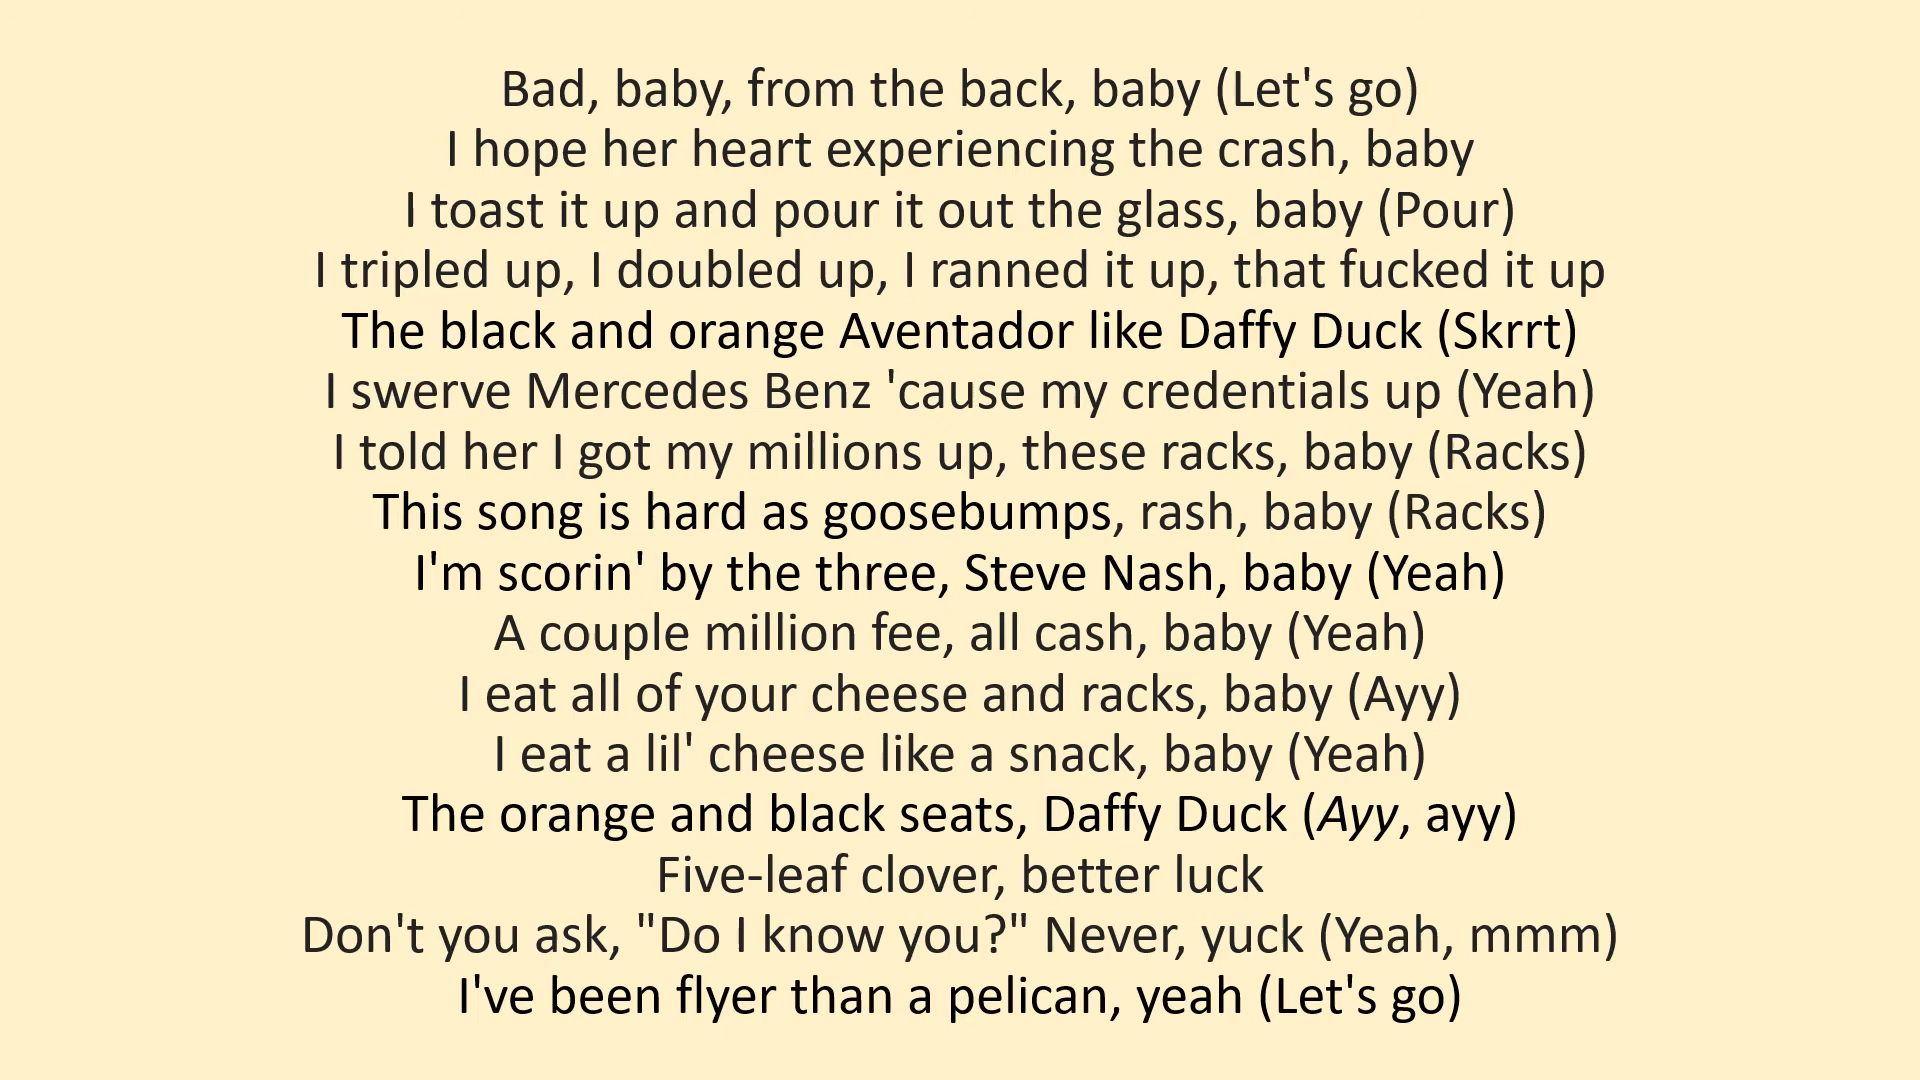 Bad, baby, from the back, baby (Let's go)
I hope her heart experiencing the crash, baby
I toast it up and pour it out the glass, baby (Pour)
I tripled up, I doubled up, I ranned it up, that fucked it up
The black and orange Aventador like Daffy Duck (Skrrt)
I swerve Mercedes Benz 'cause my credentials up (Yeah)
I told her I got my millions up, these racks, baby (Racks)
This song is hard as goosebumps, rash, baby (Racks)
I'm scorin' by the three, Steve Nash, baby (Yeah)
A couple million fee, all cash, baby (Yeah)
I eat all of your cheese and racks, baby (Ayy)
I eat a lil' cheese like a snack, baby (Yeah)
The orange and black seats, Daffy Duck (Ayy, ayy)
Five-leaf clover, better luck
Don't you ask, "Do I know you?" Never, yuck (Yeah, mmm)
I've been flyer than a pelican, yeah (Let's go)